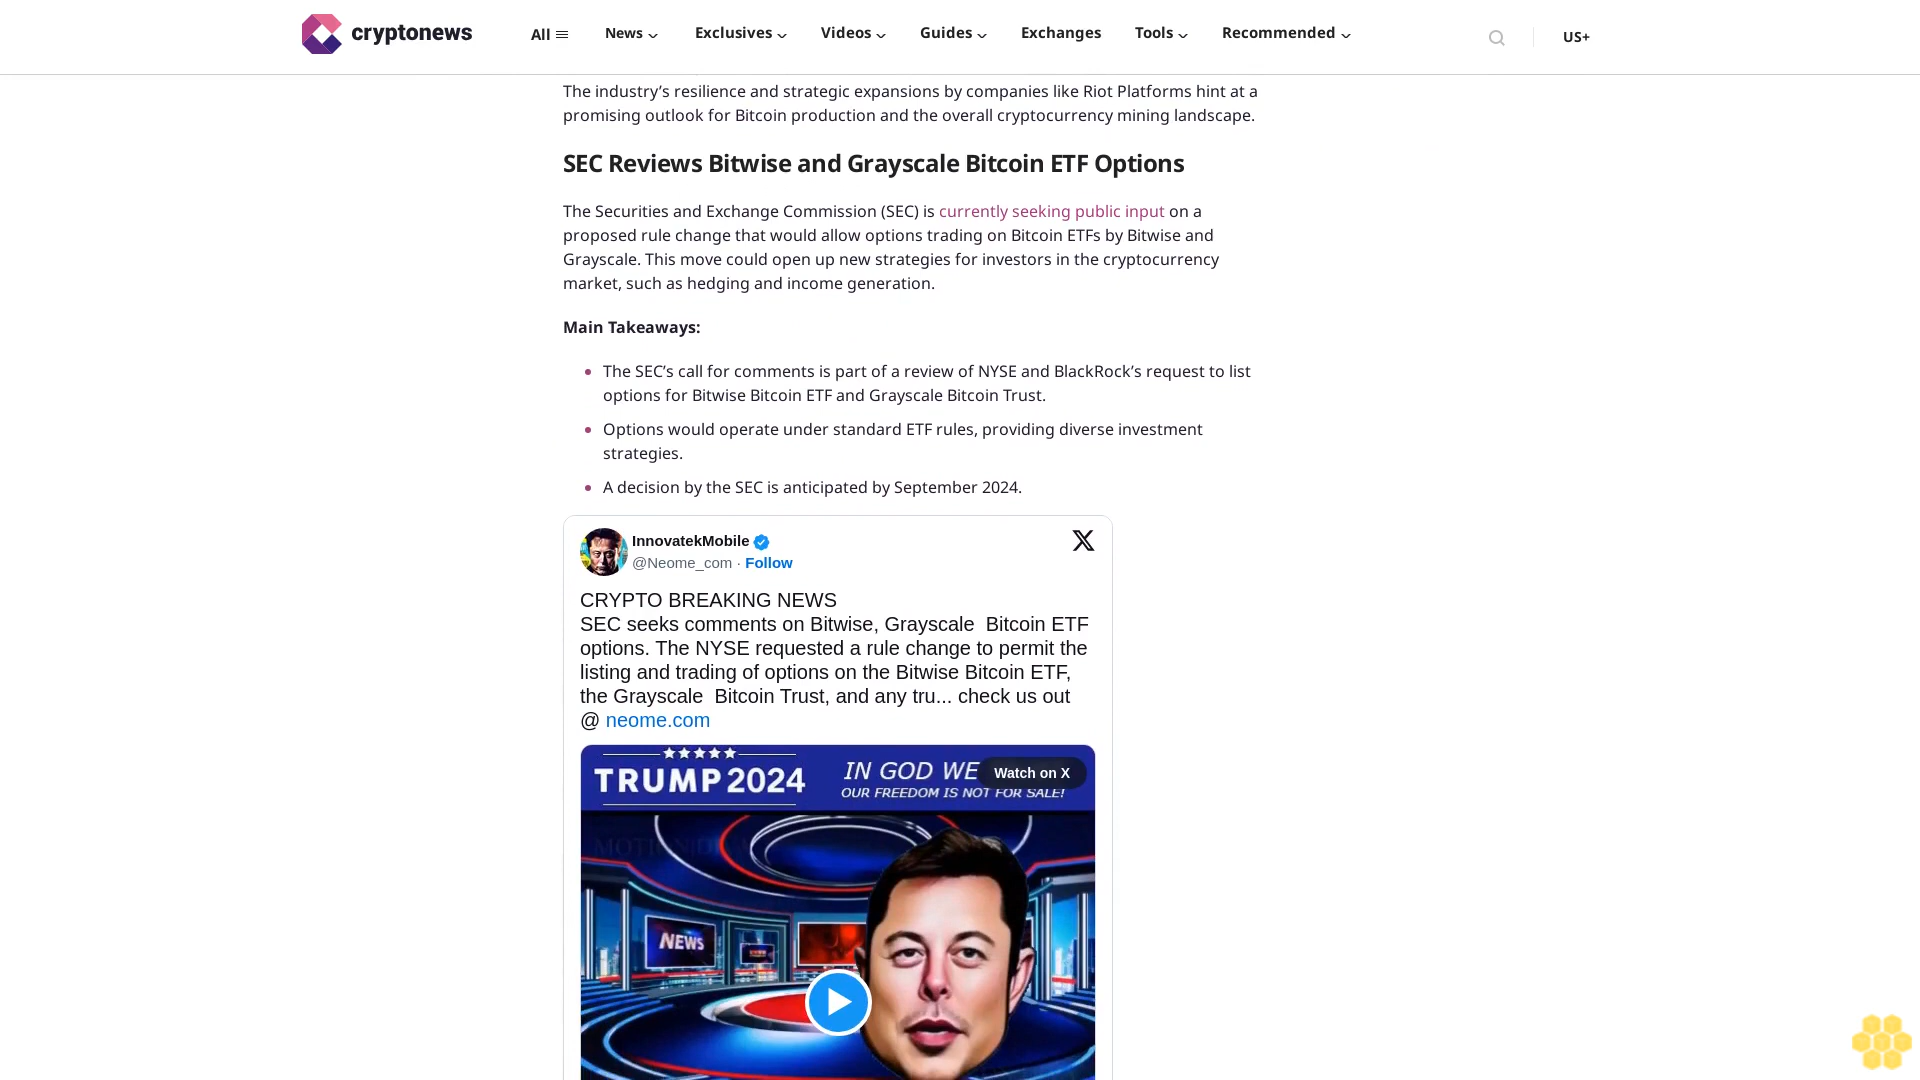 cryptonews
All
News
Exclusives
Videos
Guides
Exchanges
Tools
Recommended
US+
The industry’s resilience and strategic expansions by companies like Riot Platforms hint at a
promising outlook for Bitcoin production and the overall cryptocurrency mining landscape.
SEC Reviews Bitwise and Grayscale Bitcoin ETF Options
The Securities and Exchange Commission (SEC) is currently seeking public input on a
proposed rule change that would allow options trading on Bitcoin ETFs by Bitwise and
Grayscale. This move could open up new strategies for investors in the cryptocurrency
market, such as hedging and income generation.
Main Takeaways:
The SEC’s call for comments is part of a review of NYSE and BlackRock’s request to list
options for Bitwise Bitcoin ETF and Grayscale Bitcoin Trust.
Options would operate under standard ETF rules, providing diverse investment
strategies.
A decision by the SEC is anticipated by September 2024.
InnovatekMobile
@Neome_com · Follow
CRYPTO BREAKING NEWS
SEC seeks comments on Bitwise, Grayscale Bitcoin ETF
options. The NYSE requested a rule change to permit the
listing and trading of options on the Bitwise Bitcoin ETF,
the Grayscale Bitcoin Trust, and any tru... check us out
@ neome.com
TRUMP 2024
IN GOD WE
Watch on X
OUR FREEDOM IS NOT FOR SALE!
NEWS